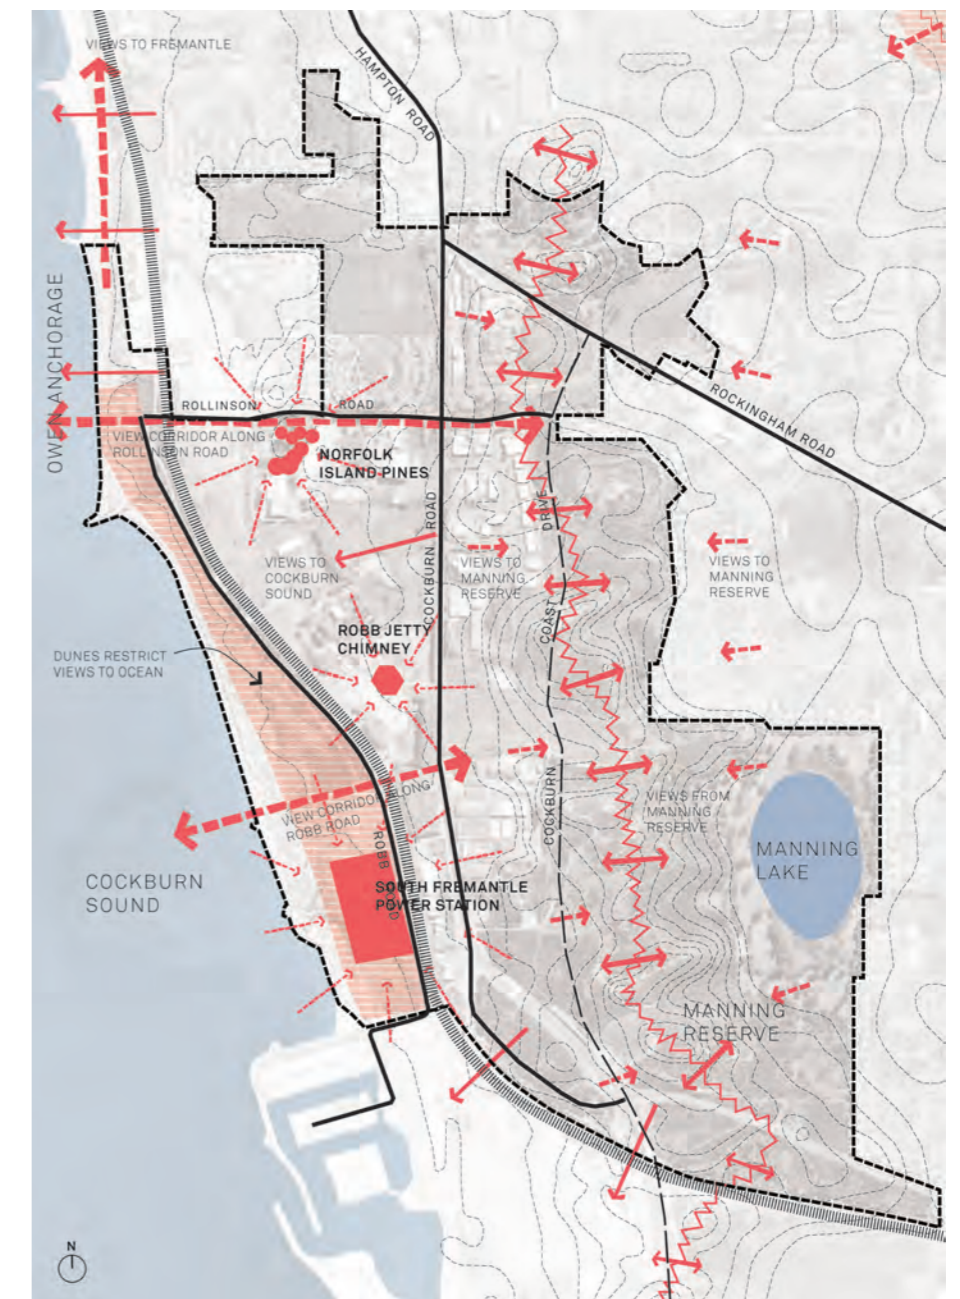 VIEWS TO FREMANTLE
HAMPTON ROAD
OWEN ANCHORAGE
ROLLINSON ROAD
ROCKINGHAM ROAD
VIEW CORRIDOR ALONG
ROLLINSON ROAD
NORFOLK
ISLAND PINES
COCKBURN ROAD
COCKBURN COAST DRIVE
VIEWS TO
COCKBURN
SOUND
VIEWS TO
MANNING
RESERVE
VIEWS TO
MANNING
RESERVE
ROBB JETTY
CHIMNEY
DUNES RESTRICT
VIEWS TO OCEAN
VIEW CORRIDOR ALONG
ROBB ROAD
ROBB ROAD
VIEWS FROM
MANNING
RESERVE
MANNING
LAKE
COCKBURN
SOUND
SOUTH FREMANTLE
POWER STATION
MANNING
RESERVE
N